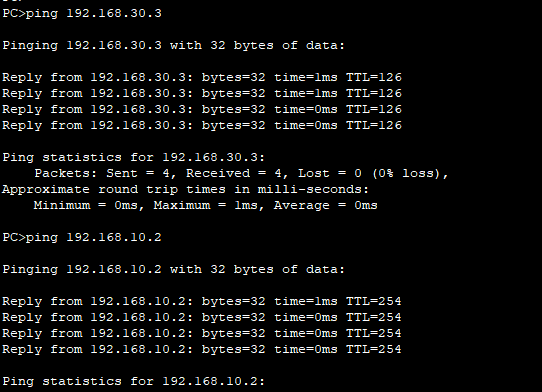 PC>ping 192.168.30.3
Pinging 192.168.30.3 with 32 bytes of data:
Reply from 192.168.30.3: bytes=32 time=1ms TTL=126
Reply from 192.168.30.3: bytes=32 time=1ms TTL=126
Reply from 192.168.30.3: bytes=32 time=0ms TTL=126
Reply from 192.168.30.3: bytes=32 time=0ms TTL=126
Ping statistics for 192.168.30.3:
    Packets: Sent = 4, Received = 4, Lost = 0 (0% loss),
Approximate round trip times in milli-seconds:
    Minimum = 0ms, Maximum = 1ms, Average = 0ms
PC>ping 192.168.10.2
Pinging 192.168.10.2 with 32 bytes of data:
Reply from 192.168.10.2: bytes=32 time=1ms TTL=254
Reply from 192.168.10.2: bytes=32 time=0ms TTL=254
Reply from 192.168.10.2: bytes=32 time=0ms TTL=254
Reply from 192.168.10.2: bytes=32 time=0ms TTL=254
Ping statistics for 192.168.10.2: